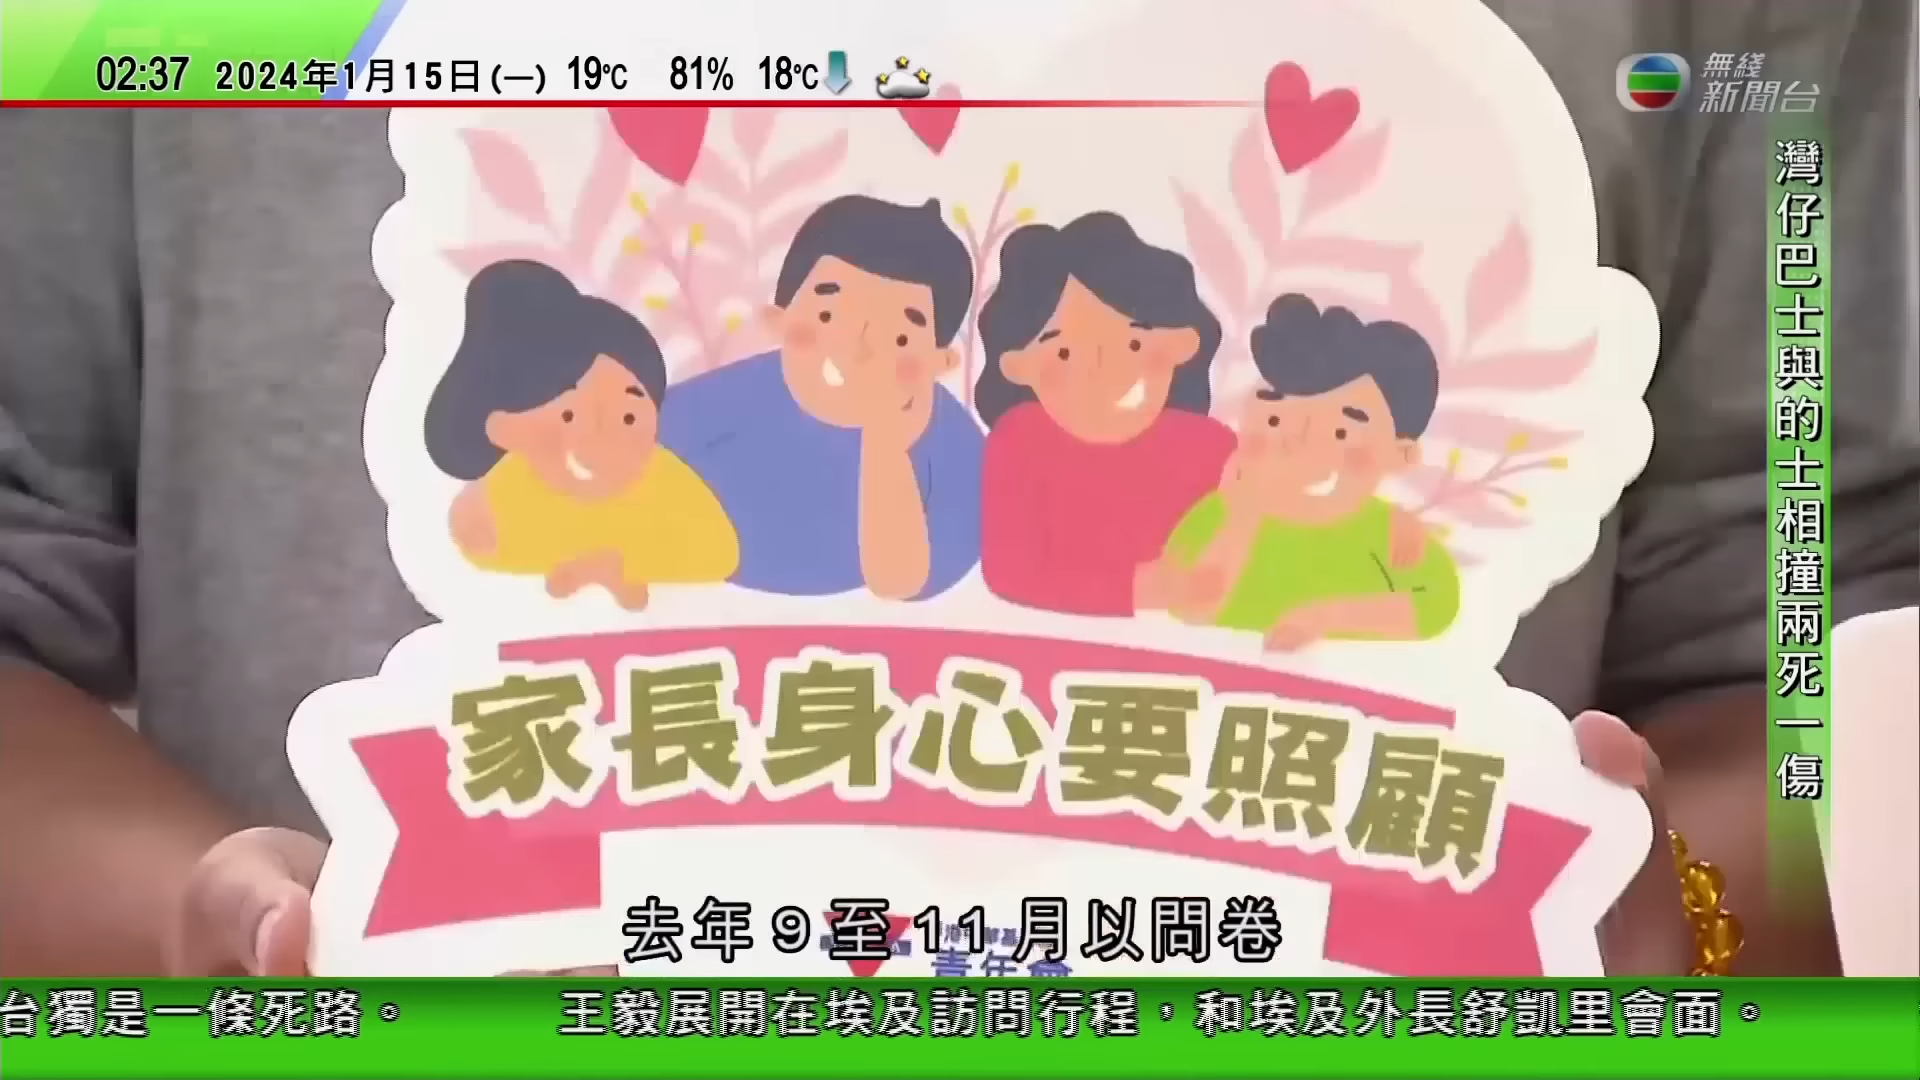 02:37 2024年1月15日(一) 19℃ 81% 18℃
無綫
新聞台
灣仔巴士與的士相撞兩死一傷
家長身心要照顧
青年會
去年9至11月以問卷
台獨是一條死路。 王毅展開在埃及訪問行程，和埃及外長舒凱里會面。